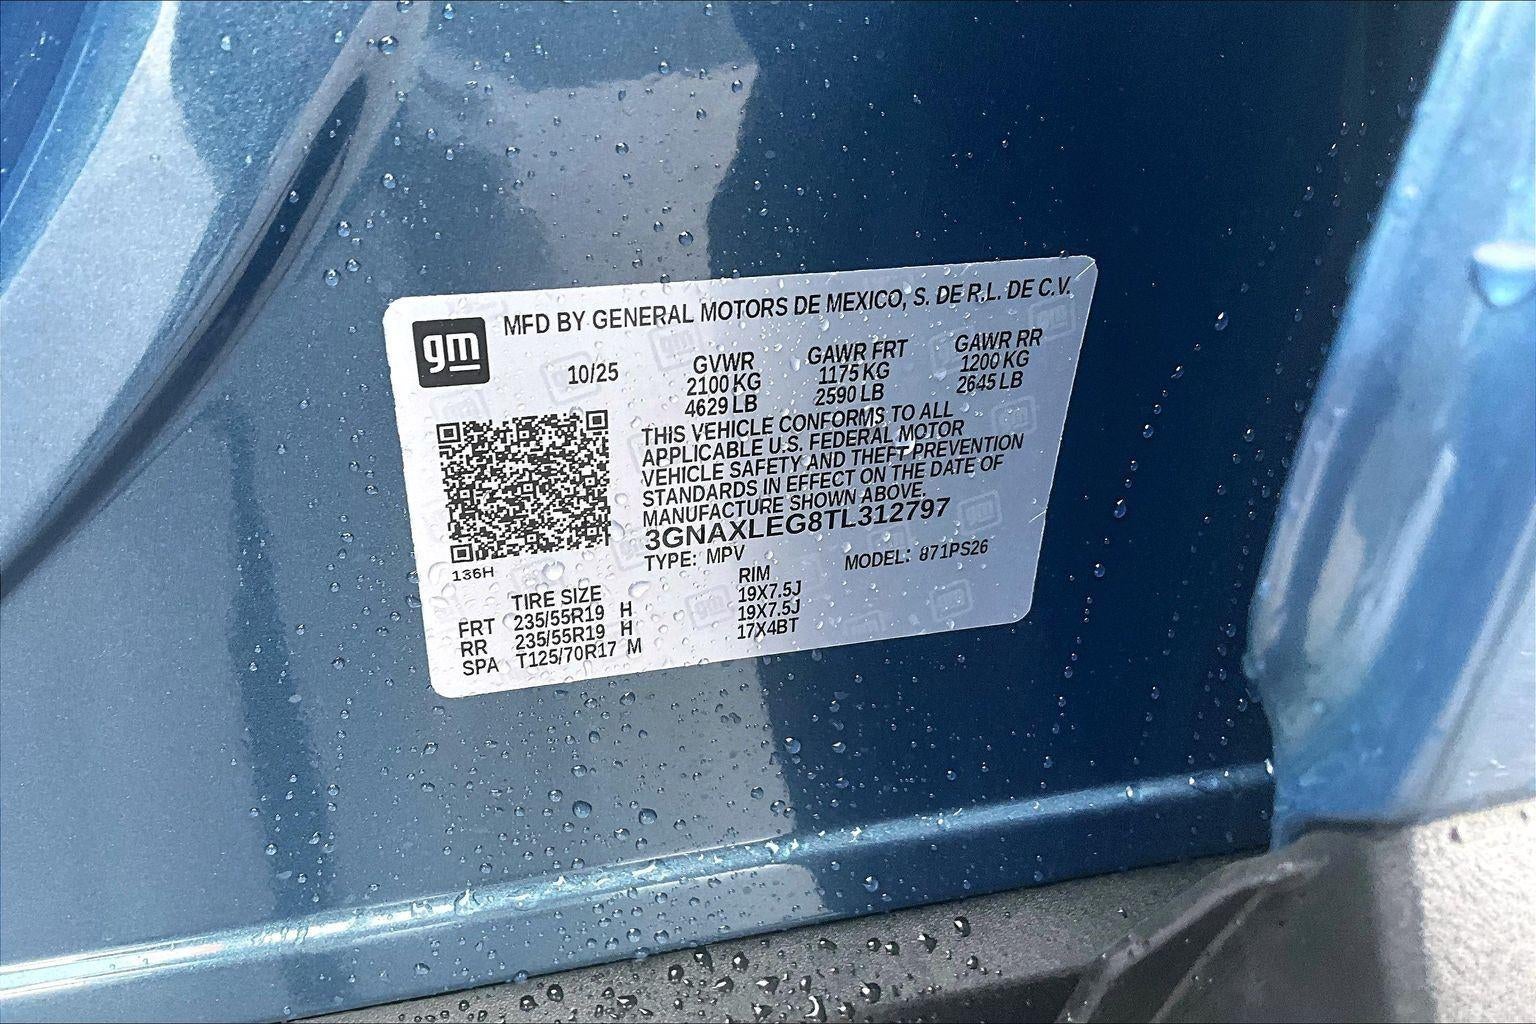 gm
MFD BY GENERAL MOTORS DE MEXICO, S. DE R.L. DE C.V.
10/25
GVWR
2100 KG
4629 LB
GAWR FRT
1175 KG
2590 LB
GAWR RR
1200 KG
2645 LB
THIS VEHICLE CONFORMS TO ALL
APPLICABLE U.S. FEDERAL MOTOR
VEHICLE SAFETY AND THEFT PREVENTION
STANDARDS IN EFFECT ON THE DATE OF
MANUFACTURE SHOWN ABOVE.
3GNAXLEG8TL312797
TYPE: MPV MODEL: 871PS26
136H
TIRE SIZE RIM
FRT 235/55R19 H 19X7.5J
RR 235/55R19 H 19X7.5J
SPA T125/70R17 M 17X4BT